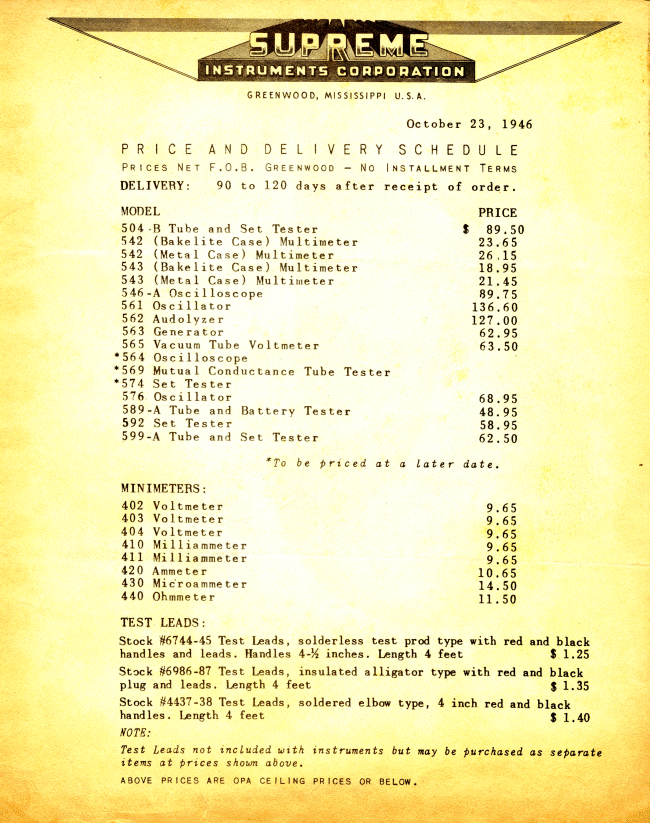 SUPREME
INSTRUMENTS CORPORATION
GREENWOOD, MISSISSIPPI U.S.A.
October 23, 1946
PRICE AND DELIVERY SCHEDULE
PRICES NET F.O.B. GREENWOOD — NO INSTALLMENT TERMS
DELIVERY: 90 to 120 days after receipt of order.
MODEL PRICE
504-B Tube and Set Tester $ 89.50
542 (Bakelite Case) Multimeter 23.65
542 (Metal Case) Multimeter 26.15
543 (Bakelite Case) Multimeter 18.95
543 (Metal Case) Multimeter 21.45
546-A Oscilloscope 89.75
561 Oscillator 136.60
562 Audolyzer 127.00
563 Generator 62.95
565 Vacuum Tube Voltmeter 63.50
*564 Oscilloscope
*569 Mutual Conductance Tube Tester
*574 Set Tester
576 Oscillator 68.95
589-A Tube and Battery Tester 48.95
592 Set Tester 58.95
599-A Tube and Set Tester 62.50
*To be priced at a later date.
MINIMETERS:
402 Voltmeter 9.65
403 Voltmeter 9.65
404 Voltmeter 9.65
410 Milliammeter 9.65
411 Milliammeter 9.65
420 Ammeter 10.65
430 Microammeter 14.50
440 Ohmmeter 11.50
TEST LEADS:
Stock #6744-45 Test Leads, solderless test prod type with red and black
handles and leads. Handles 4-½ inches. Length 4 feet $ 1.25
Stock #6986-87 Test Leads, insulated alligator type with red and black
plug and leads. Length 4 feet $ 1.35
Stock #4437-38 Test Leads, soldered elbow type, 4 inch red and black
handles. Length 4 feet $ 1.40
NOTE:
Test Leads not included with instruments but may be purchased as separate
items at prices shown above.
ABOVE PRICES ARE OPA CEILING PRICES OR BELOW.